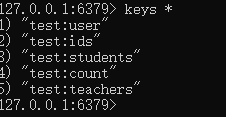 127.0.0.1:6379> keys *
1) "test:user"
2) "test:ids"
3) "test:students"
4) "test:count"
5) "test:teachers"
127.0.0.1:6379>